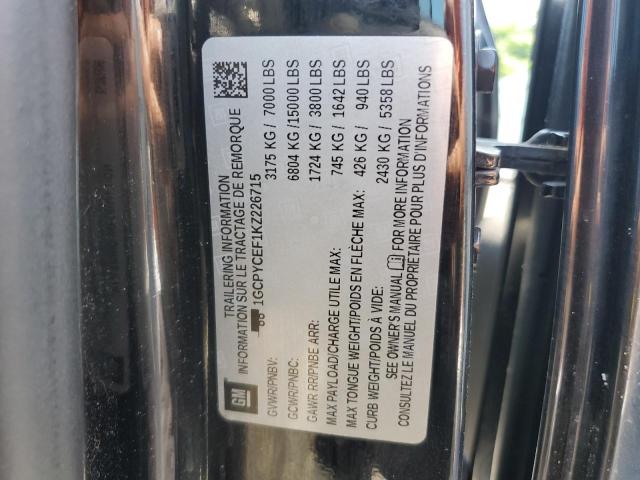 GM
TRAILERING INFORMATION
INFORMATION SUR LE TRACTAGE DE REMORQUE
1GCPYCEF1KZ226715
GVWR/PNBV: 3175 KG / 7000 LBS
GCWR/PNBC: 6804 KG / 15000 LBS
GAWR RR/PNBE ARR: 1724 KG / 3800 LBS
MAX PAYLOAD/CHARGE UTILE MAX: 745 KG / 1642 LBS
MAX TONGUE WEIGHT/POIDS EN FLÈCHE MAX: 426 KG / 940 LBS
CURB WEIGHT/POIDS À VIDE: 2430 KG / 5358 LBS
SEE OWNER'S MANUAL FOR MORE INFORMATION
CONSULTEZ LE MANUEL DU PROPRIÉTAIRE POUR PLUS D'INFORMATIONS